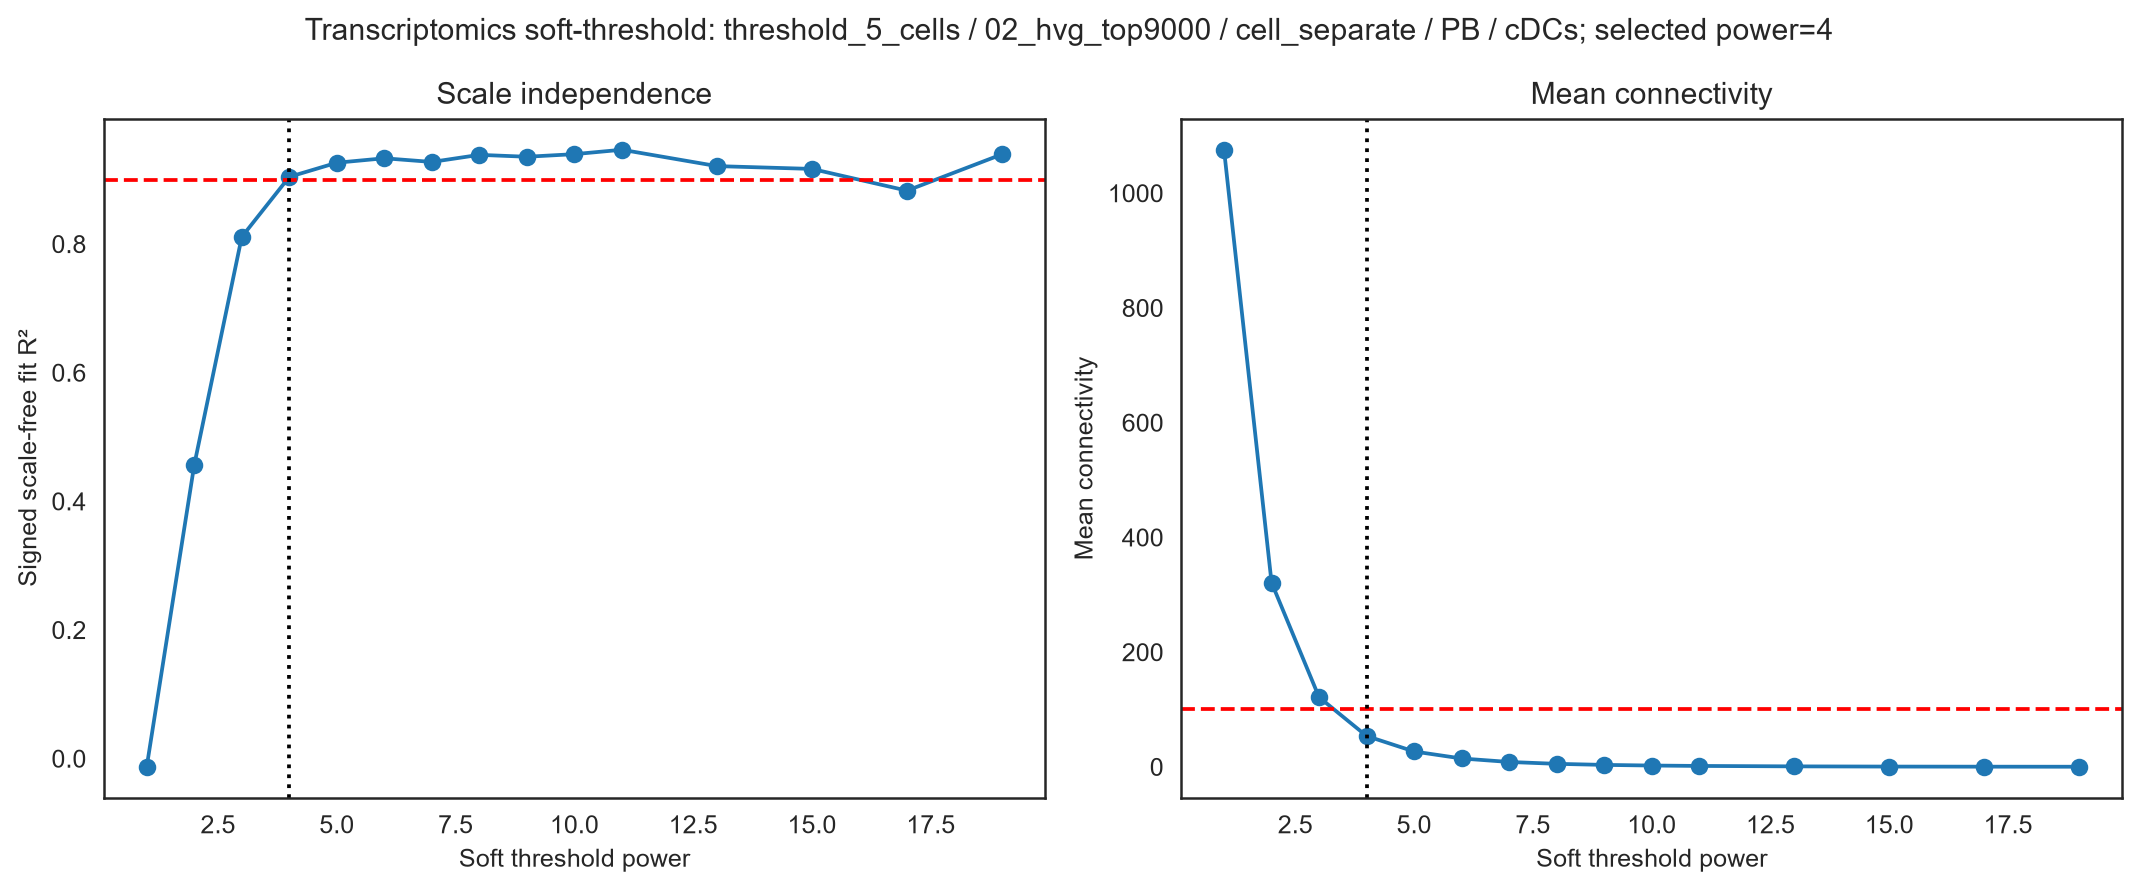 Transcriptomics soft-threshold: threshold_5_cells / 02_hvg_top9000 / cell_separate / PB / cDCs; selected power=4
Scale independence
Signed scale-free fit R²
0.8
0.6
0.4
0.2
0.0
2.5 5.0 7.5 10.0 12.5 15.0 17.5
Soft threshold power
Mean connectivity
Mean connectivity
1000
800
600
400
200
0
2.5 5.0 7.5 10.0 12.5 15.0 17.5
Soft threshold power